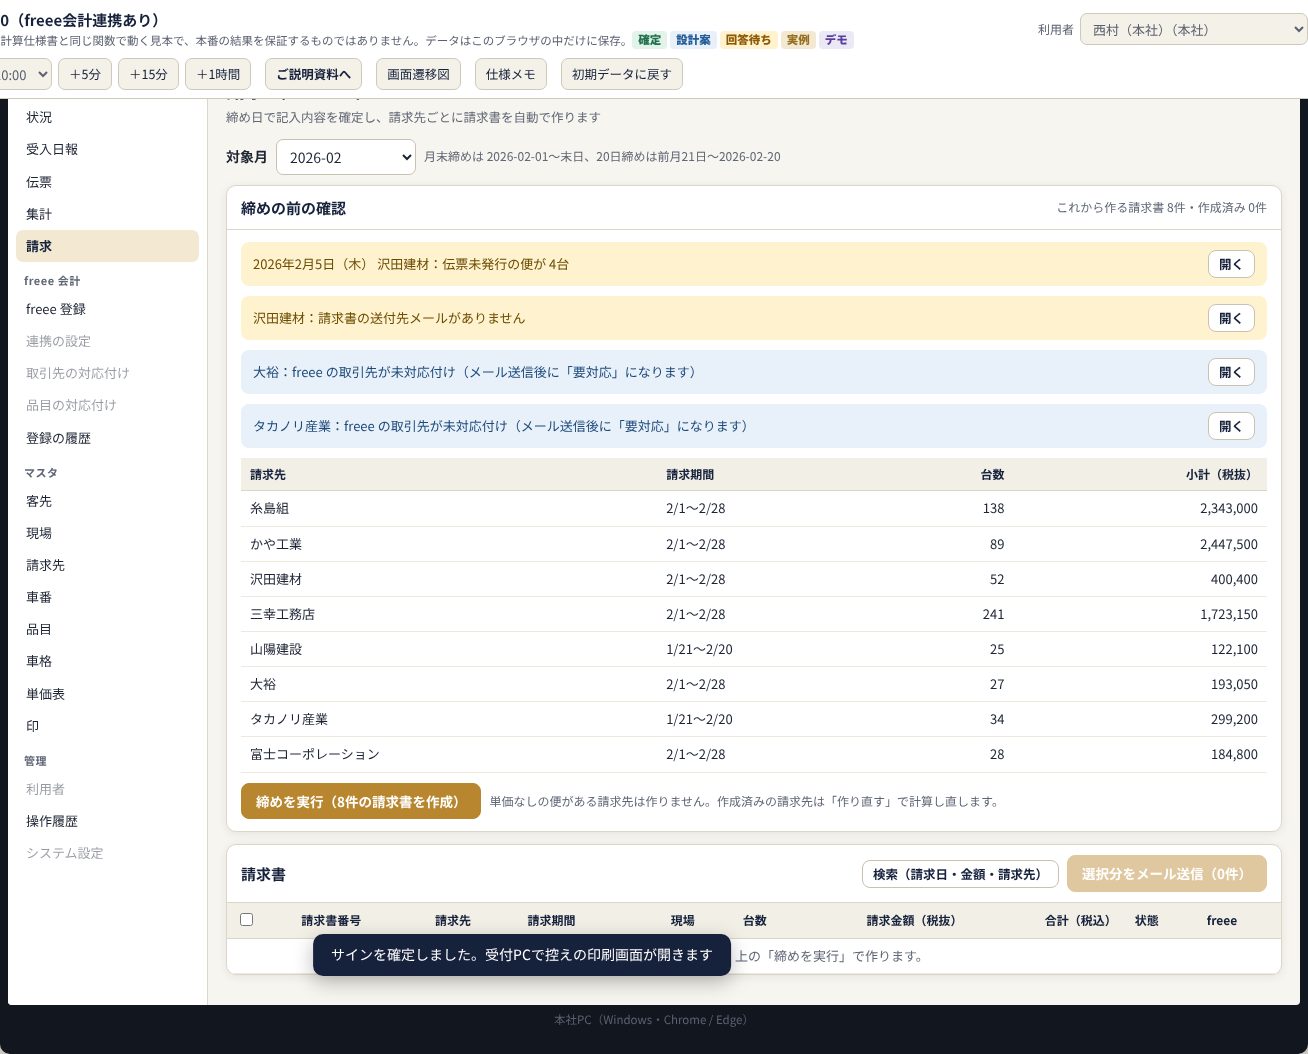 0（freee会計連携あり）
計算仕様書と同じ関数で動く見本で、本番の結果を保証するものではありません。データはこのブラウザの中だけに保存。 確定 設計案 回答待ち 実例 デモ
利用者 西村（本社）（本社）
0:00 ＋5分 ＋15分 ＋1時間 ご説明資料へ 画面遷移図 仕様メモ 初期データに戻す
状況
受入日報
伝票
集計
請求
freee 会計
freee 登録
連携の設定
取引先の対応付け
品目の対応付け
登録の履歴
マスタ
客先
現場
請求先
車番
品目
車格
単価表
印
管理
利用者
操作履歴
システム設定
締め日で記入内容を確定し、請求先ごとに請求書を自動で作ります
対象月 2026-02 月末締めは 2026-02-01〜末日、20日締めは前月21日〜2026-02-20
締めの前の確認 これから作る請求書 8件・作成済み 0件
2026年2月5日（木） 沢田建材：伝票未発行の便が 4台 開く
沢田建材：請求書の送付先メールがありません 開く
大裕：freee の取引先が未対応付け（メール送信後に「要対応」になります） 開く
タカノリ産業：freee の取引先が未対応付け（メール送信後に「要対応」になります） 開く
請求先 請求期間 台数 小計（税抜）
糸島組 2/1〜2/28 138 2,343,000
かや工業 2/1〜2/28 89 2,447,500
沢田建材 2/1〜2/28 52 400,400
三幸工務店 2/1〜2/28 241 1,723,150
山陽建設 1/21〜2/20 25 122,100
大裕 2/1〜2/28 27 193,050
タカノリ産業 1/21〜2/20 34 299,200
富士コーポレーション 2/1〜2/28 28 184,800
締めを実行（8件の請求書を作成） 単価なしの便がある請求先は作りません。作成済みの請求先は「作り直す」で計算し直します。
請求書 検索（請求日・金額・請求先） 選択分をメール送信（0件）
請求書番号 請求先 請求期間 現場 台数 請求金額（税抜） 合計（税込） 状態 freee
サインを確定しました。受付PCで控えの印刷画面が開きます
上の「締めを実行」で作ります。
本社PC（Windows・Chrome / Edge）